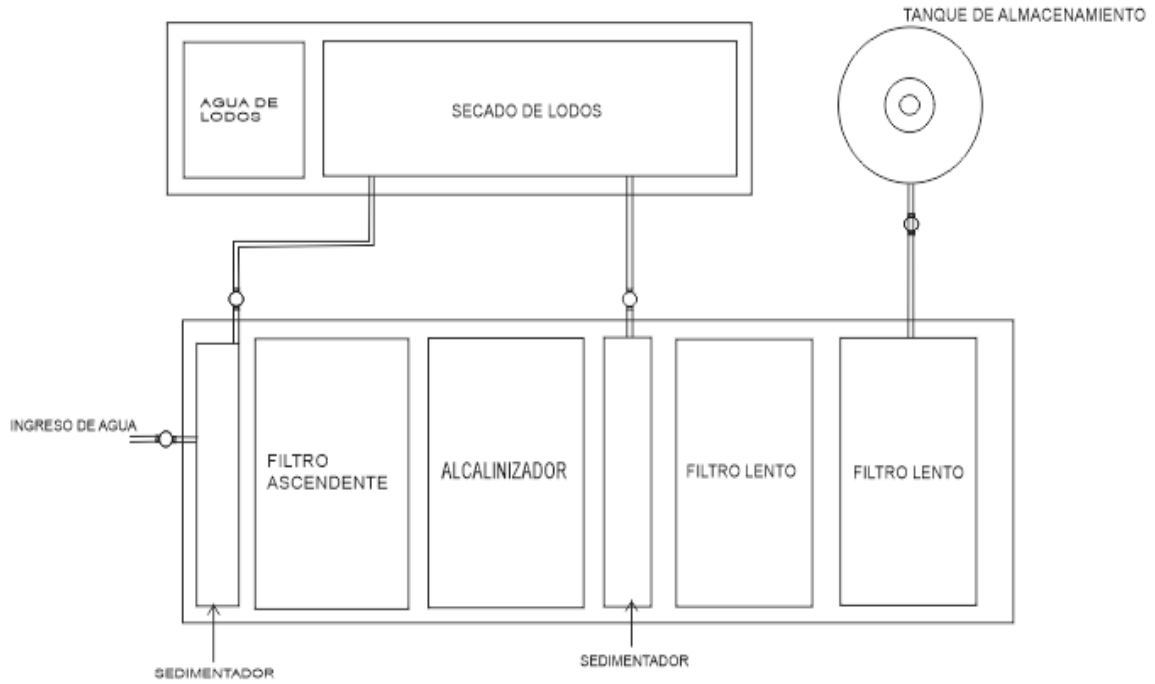 TANQUE DE ALMACENAMIENTO
AGUA DE
LODOS
SECADO DE LODOS
INGRESO DE AGUA
FILTRO
ASCENDENTE
ALCALINIZADOR
FILTRO LENTO
FILTRO LENTO
SEDIMENTADOR
SEDIMENTADOR